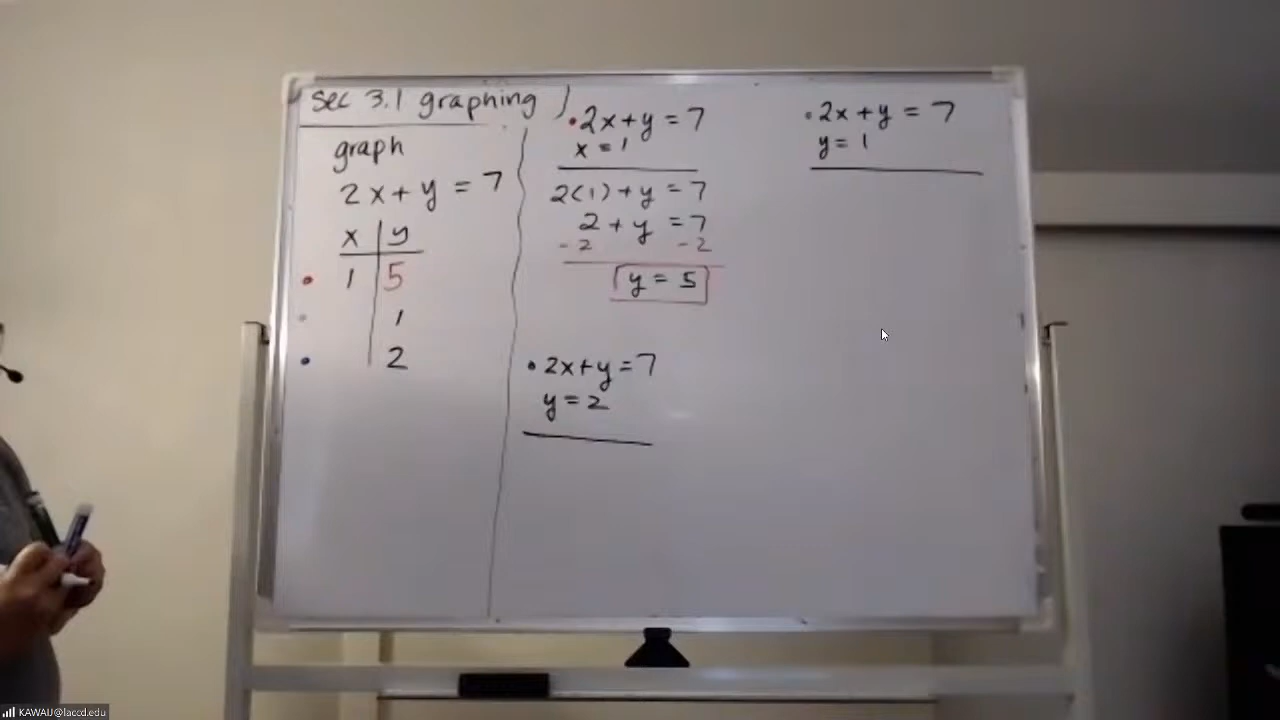 sec 3.1 graphing
graph
2x+y = 7
x y
1 5
1
2
•2x+y = 7
x = 1
2(1)+y = 7
2 + y = 7
-2 -2
y = 5
•2x+y=7
y = 2
•2x+y = 7
y = 1
KAWAIJ@laccd.edu